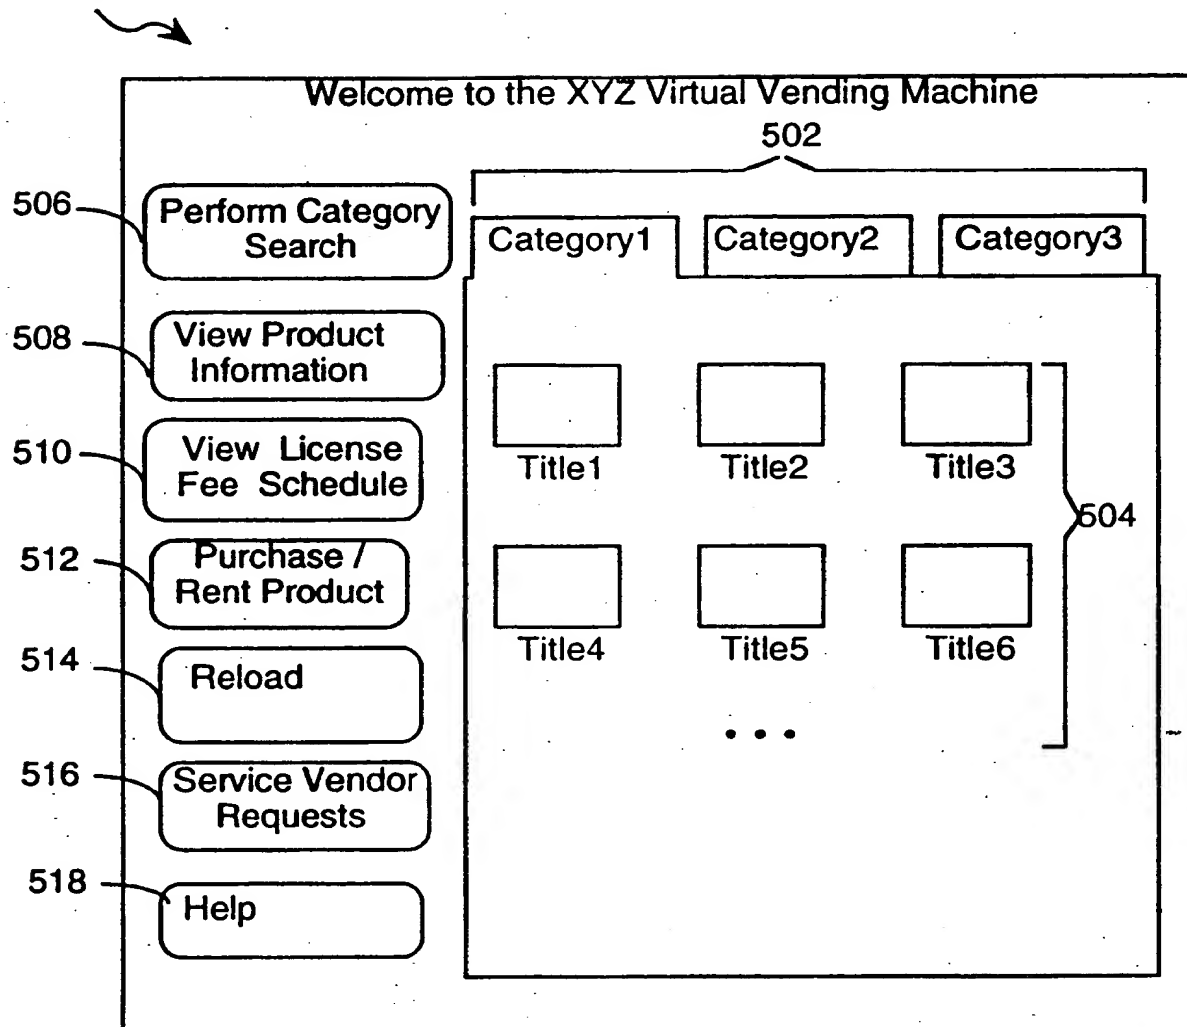 Welcome to the XYZ Virtual Vending Machine
502
506
Perform Category
Search
Category1
Category2
Category3
508
View Product
Information
510
View License
Fee Schedule
Title1
Title2
Title3
504
512
Purchase /
Rent Product
Title4
Title5
Title6
514
Reload
• • •
516
Service Vendor
Requests
518
Help